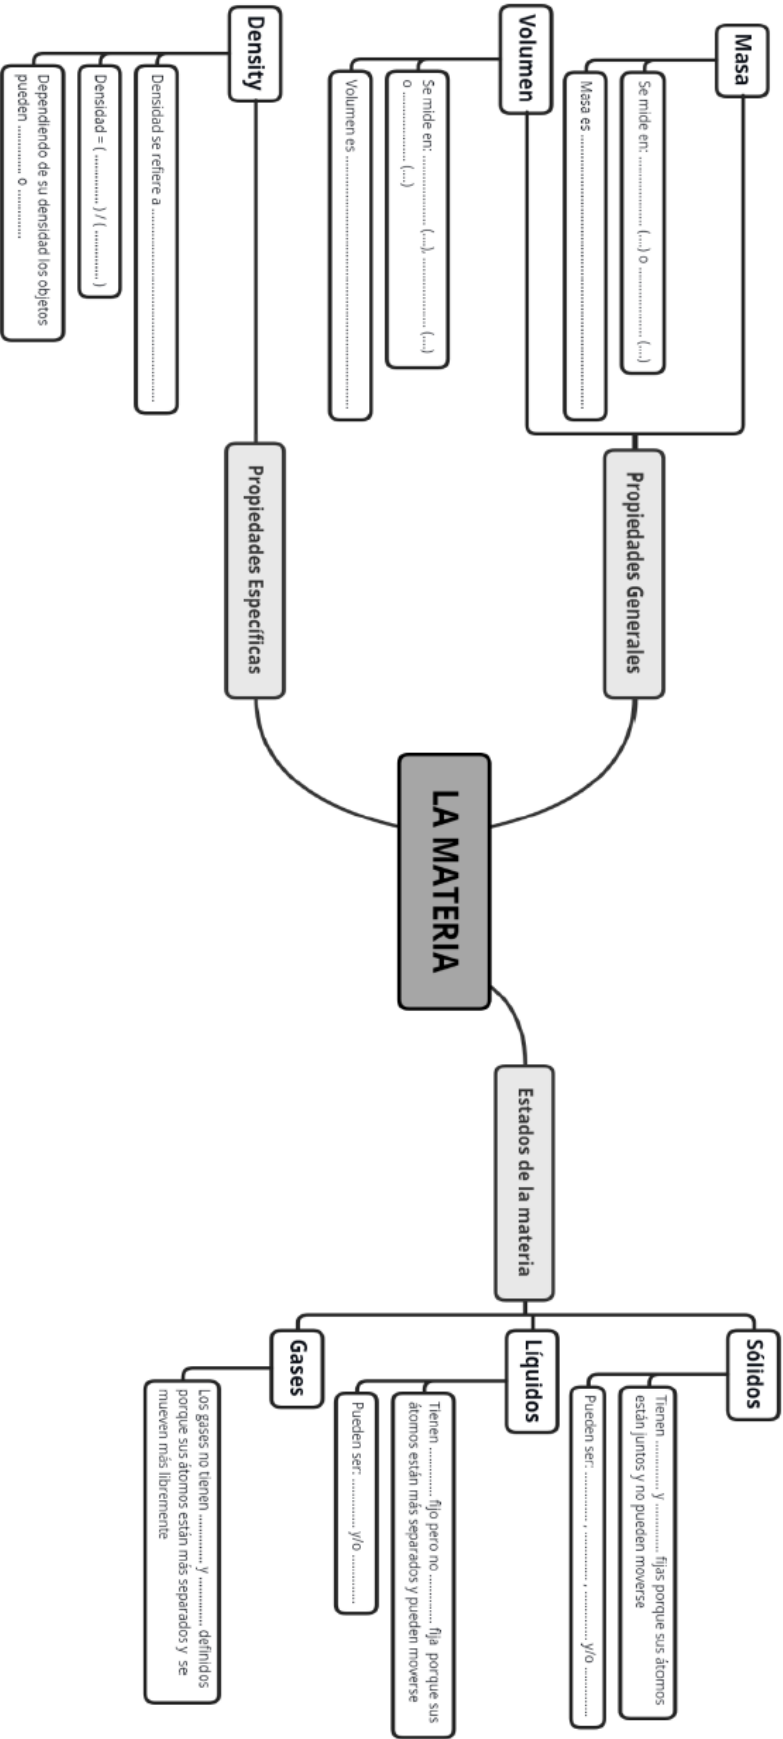 LA MATERIA
Propiedades Generales
Masa
Se mide en: .................... (....) o .................... (....)
Masa es ..................................................................................
Volumen
Se mide en: .................... (....), .................... (....)
o .................... (....)
Volumen es ..................................................................................
Propiedades Específicas
Density
Densidad se refiere a ............................................................
Densidad = ( .............. ) / ( .............. )
Dependiendo de su densidad los objetos
pueden .............. o ..............
Estados de la materia
Sólidos
Tienen .............. y .............. fijas porque sus átomos
están juntos y no pueden moverse
Pueden ser: .............. , .............. , .............. y/o ..............
Líquidos
Tienen .............. fijo pero no .............. fija porque sus
átomos están más separados y pueden moverse
Pueden ser: .............. y/o ..............
Gases
Los gases no tienen .............. y .............. definidos
porque sus átomos están más separados y se
mueven más libremente